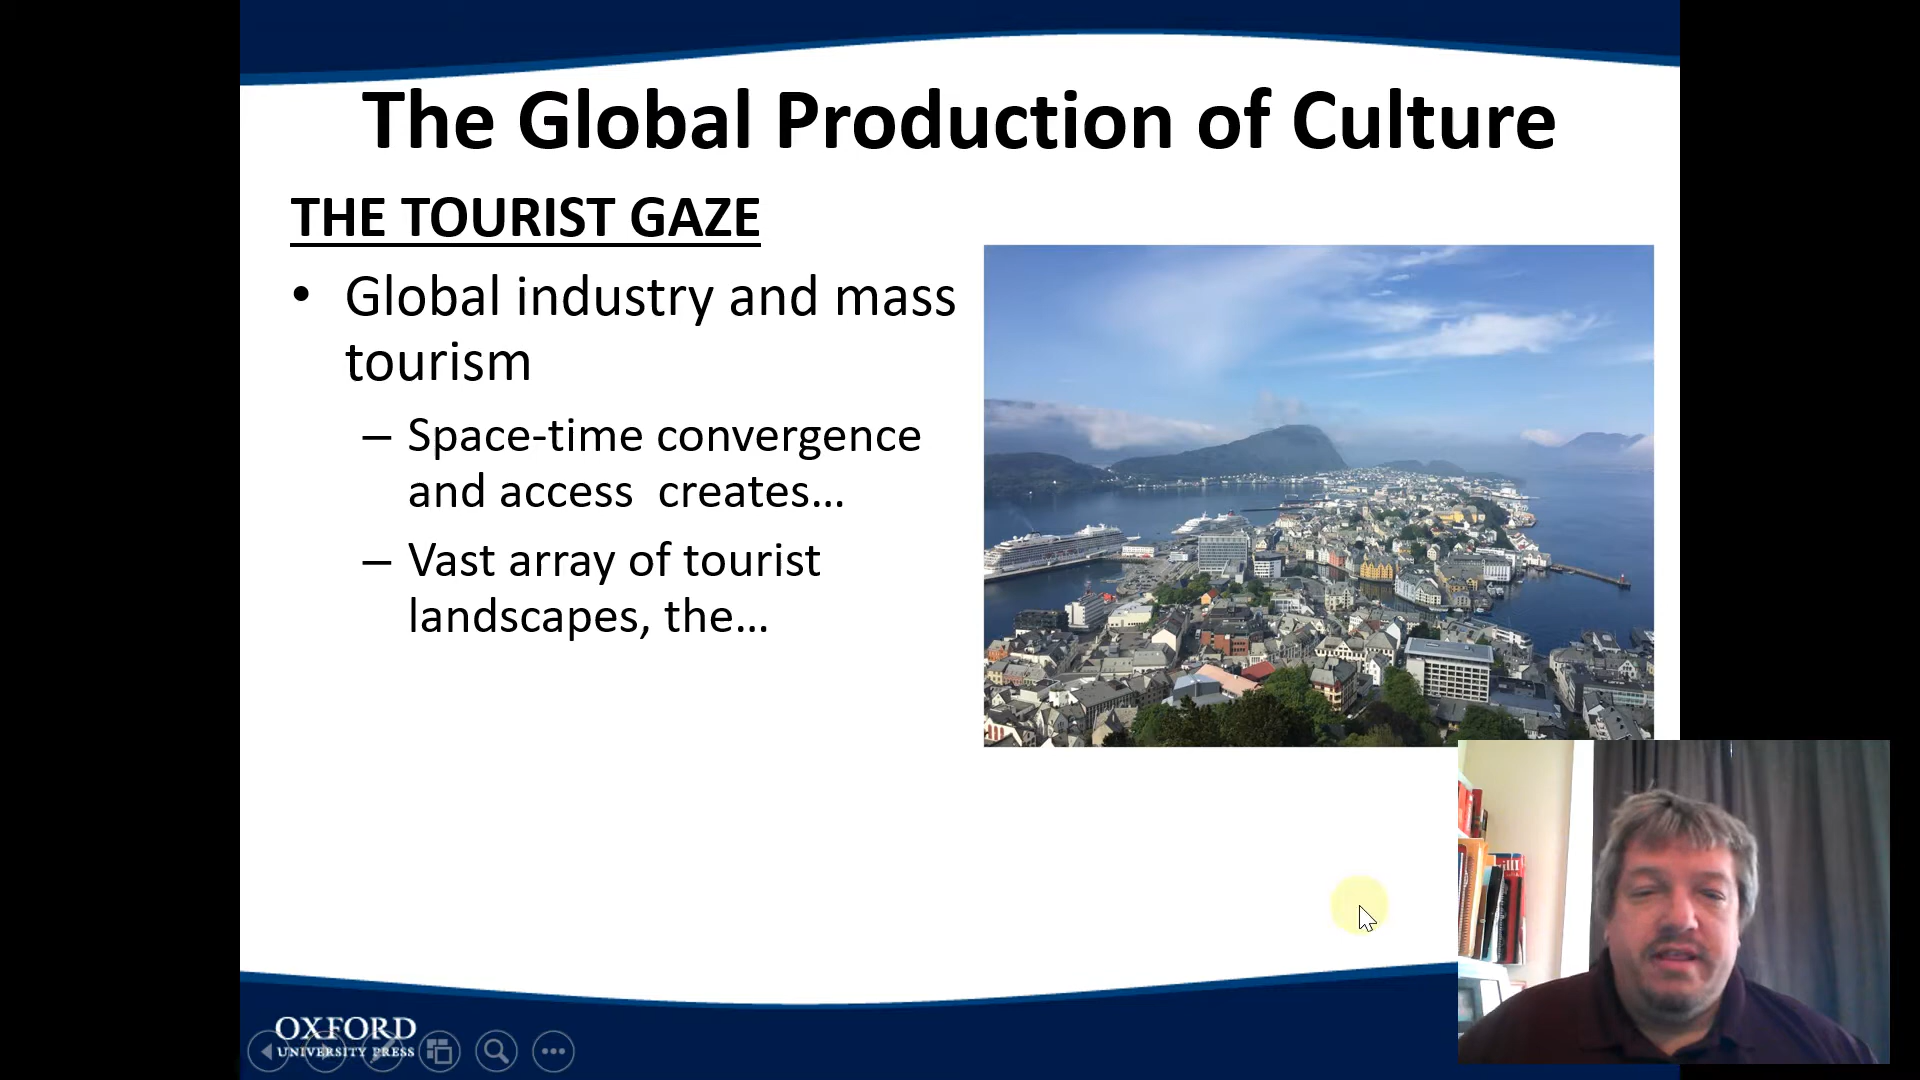 The Global Production of Culture
THE TOURIST GAZE
• Global industry and mass
tourism
– Space-time convergence
and access  creates…
– Vast array of tourist
landscapes, the…
OXFORD
UNIVERSITY PRESS